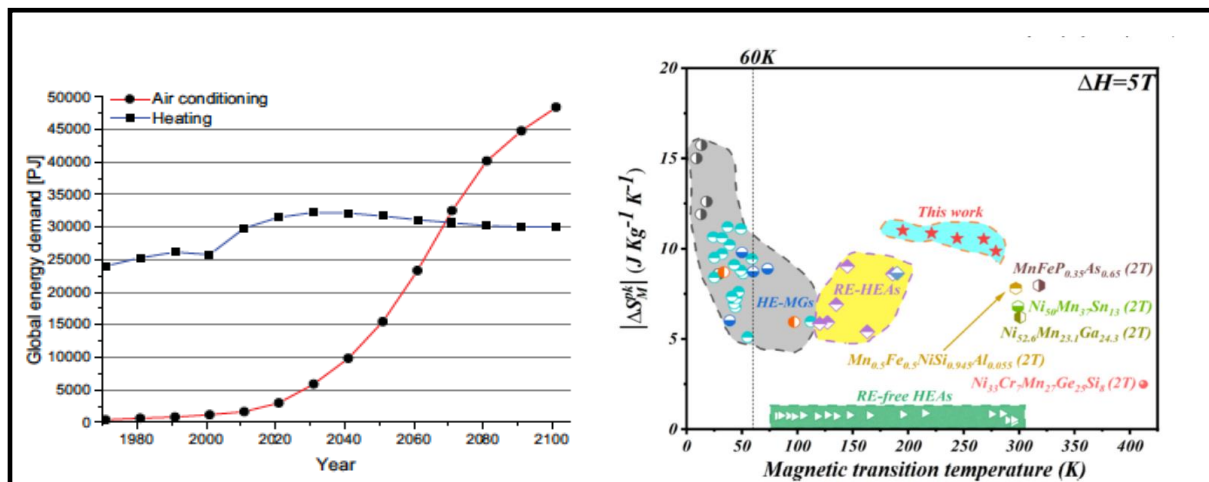 Air conditioning
Heating
Global energy demand [PJ]
50000
45000
40000
35000
30000
25000
20000
15000
10000
5000
0
1980
2000
2020
2040
2060
2080
2100
Year
60K
ΔH=5T
|ΔS_M^pk| (J Kg^-1 K^-1)
20
15
10
5
0
This work
MnFeP0.35As0.65 (2T)
HE-MGs
RE-HEAs
Ni50Mn37Sn13 (2T)
Ni52.6Mn23.1Ga24.3 (2T)
Mn0.5Fe0.5NiSi0.945Al0.055 (2T)
Ni35Cr7Mn27Ge25Si8 (2T)
RE-free HEAs
0
50
100
150
200
250
300
350
400
Magnetic transition temperature (K)